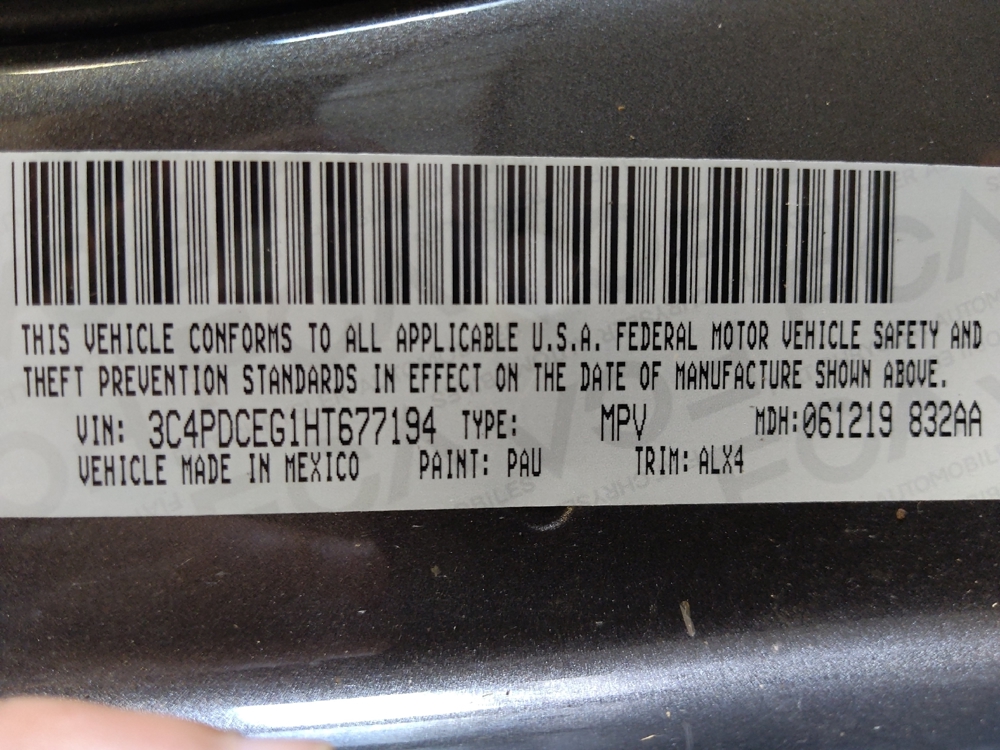 THIS VEHICLE CONFORMS TO ALL APPLICABLE U.S.A. FEDERAL MOTOR VEHICLE SAFETY AND
THEFT PREVENTION STANDARDS IN EFFECT ON THE DATE OF MANUFACTURE SHOWN ABOVE.
VIN: 3C4PDCEG1HT677194 TYPE: MPV MDH:061219 832AA
VEHICLE MADE IN MEXICO PAINT: PAU TRIM: ALX4